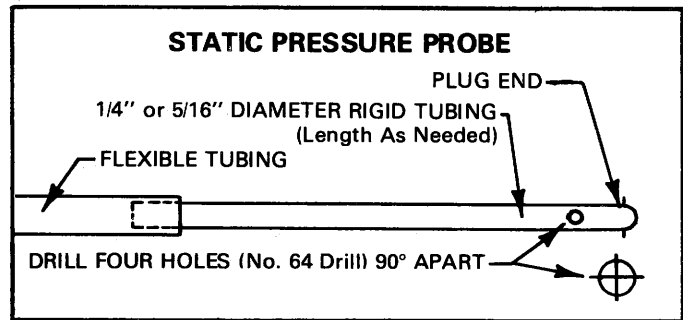 STATIC PRESSURE PROBE
PLUG END
1/4" or 5/16" DIAMETER RIGID TUBING
(Length As Needed)
FLEXIBLE TUBING
DRILL FOUR HOLES (No. 64 Drill) 90° APART